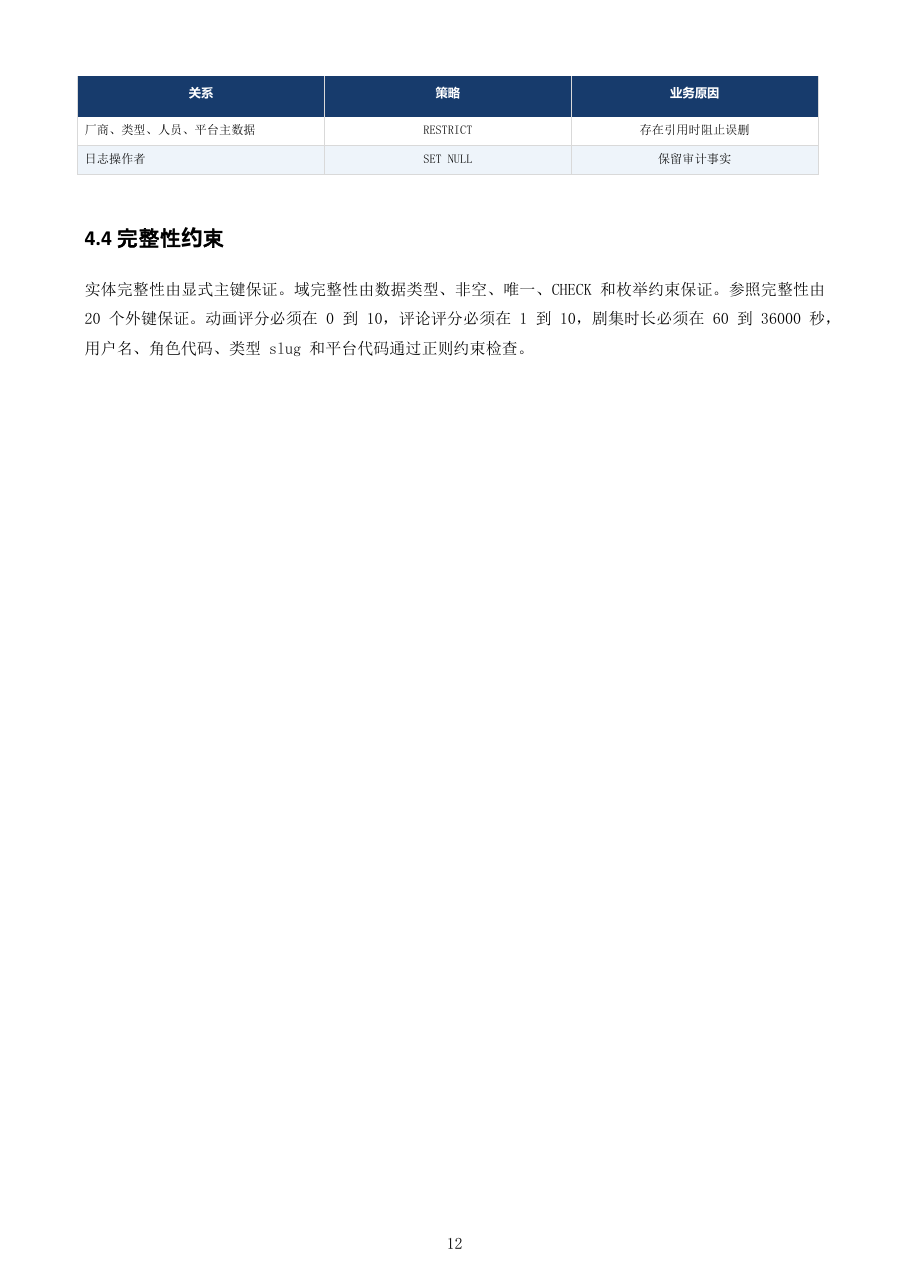 关系 策略 业务原因
厂商、类型、人员、平台主数据 RESTRICT 存在引用时阻止误删
日志操作者 SET NULL 保留审计事实
4.4 完整性约束
实体完整性由显式主键保证。域完整性由数据类型、非空、唯一、CHECK 和枚举约束保证。参照完整性由
20 个外键保证。动画评分必须在 0 到 10，评论评分必须在 1 到 10，剧集时长必须在 60 到 36000 秒，
用户名、角色代码、类型 slug 和平台代码通过正则约束检查。
12